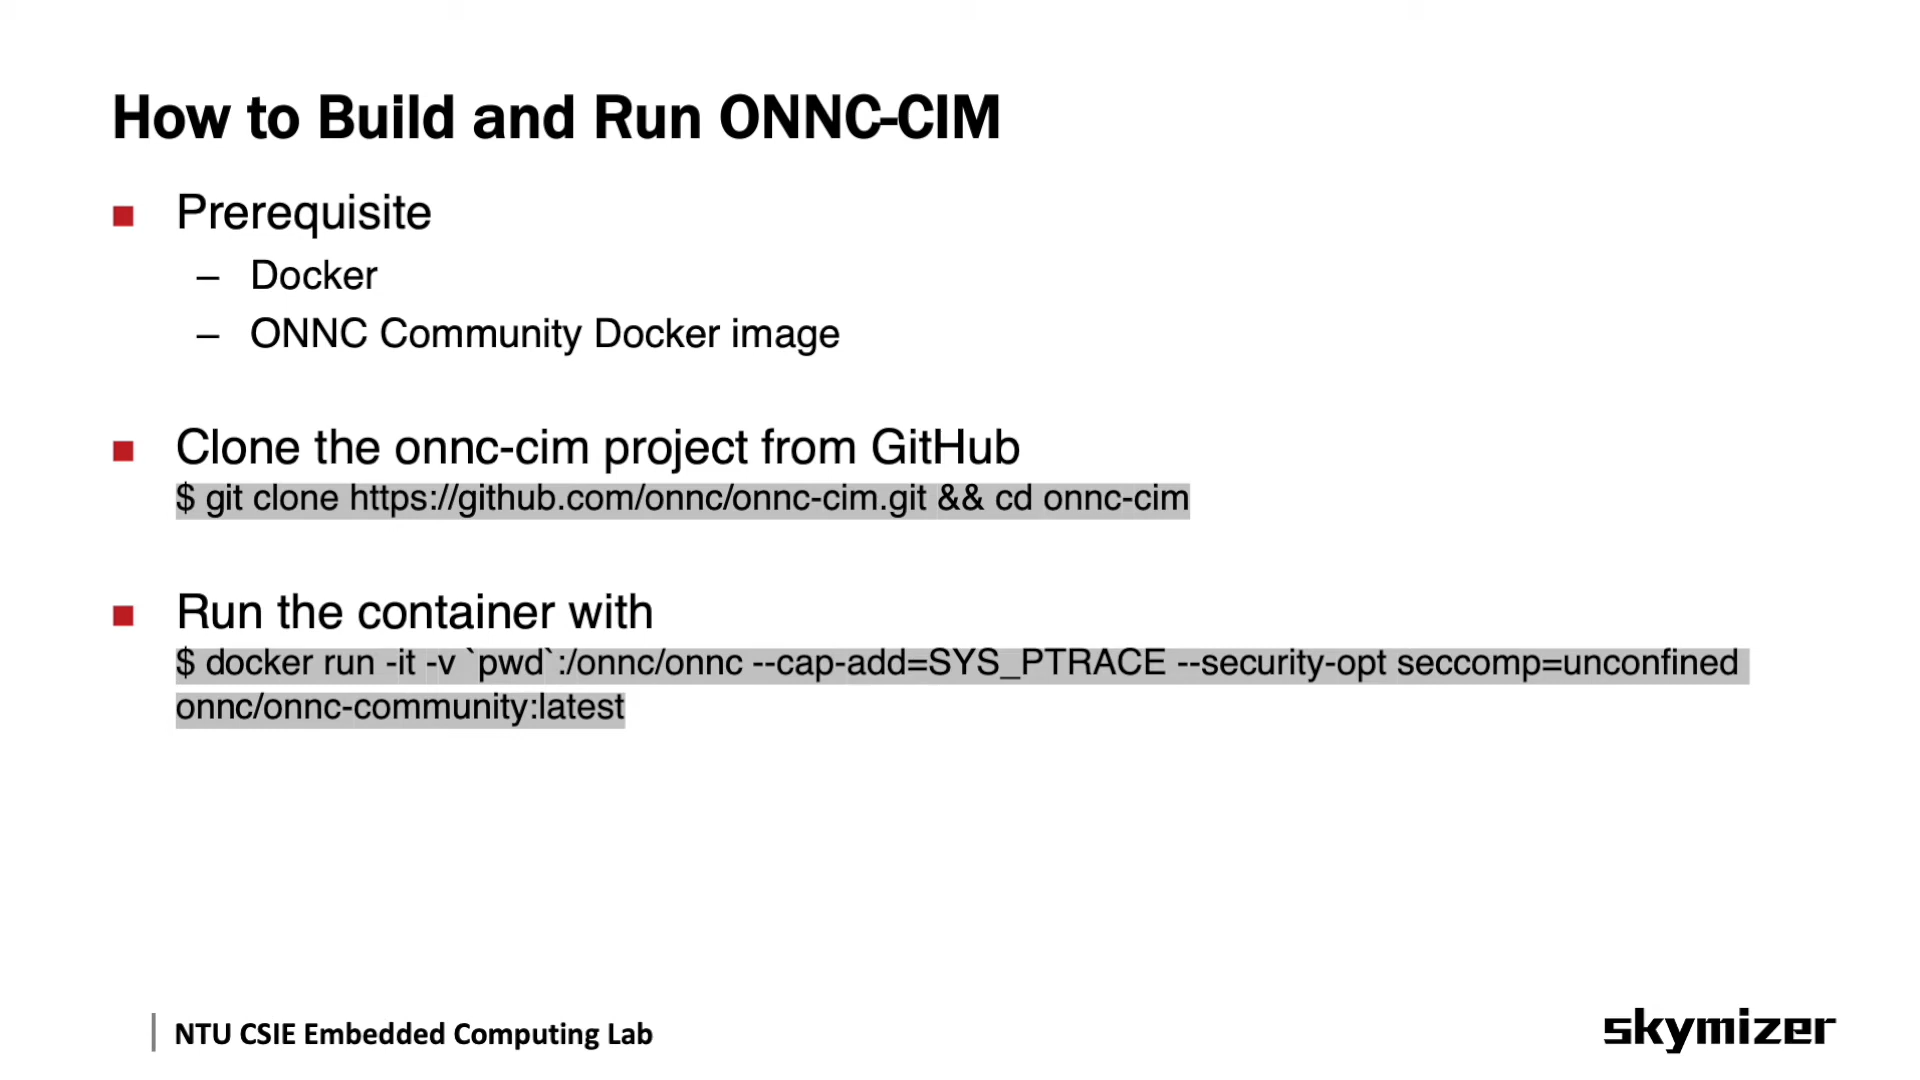 How to Build and Run ONNC-CIM
■ Prerequisite
– Docker
– ONNC Community Docker image
■ Clone the onnc-cim project from GitHub
$ git clone https://github.com/onnc/onnc-cim.git && cd onnc-cim
■ Run the container with
$ docker run -it -v `pwd`:/onnc/onnc --cap-add=SYS_PTRACE --security-opt seccomp=unconfined
onnc/onnc-community:latest
NTU CSIE Embedded Computing Lab
skymizer